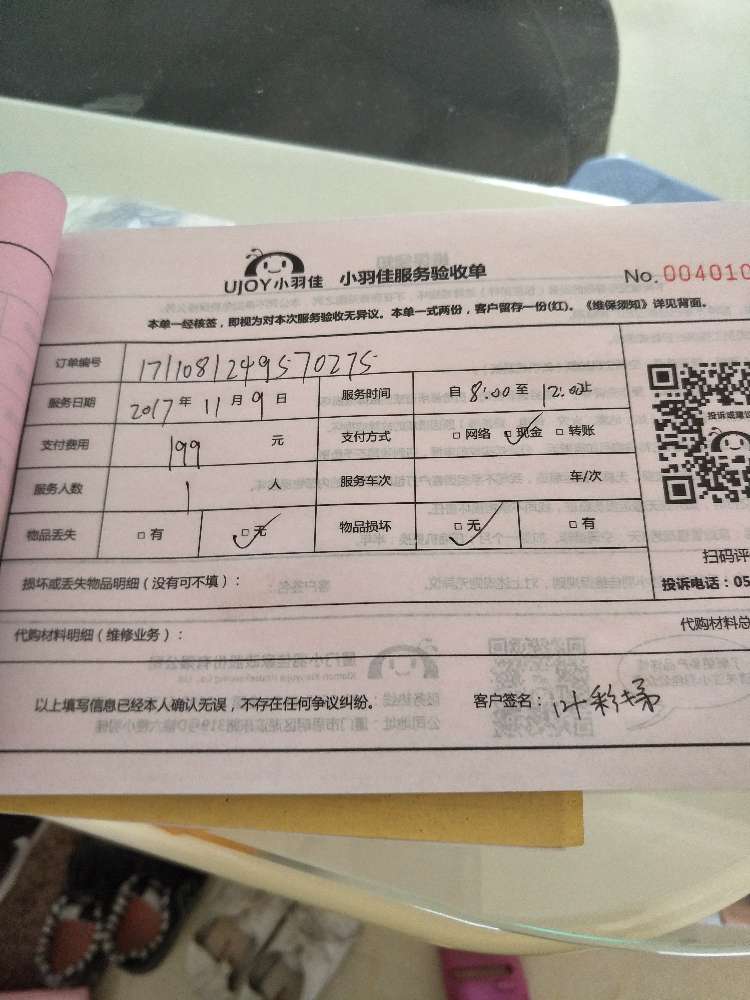 UJOY小羽佳 小羽佳服务验收单 No. 004010
本单一经核签，即视为对本次服务验收无异议。本单一式两份，客户留存一份(红)。《维保须知》详见背面。
订单编号 1711081249570275
服务日期 2017年 11月 9日 服务时间 自 8:00 至 12:00止
支付费用 199 元 支付方式 □网络 □现金 □转账
投诉或建议
服务人数 1 人 服务车次 车/次
物品丢失 □有 □无 物品损坏 □无 □有
扫码评
损坏或丢失物品明细（没有可不填）： 投诉电话：05
代购材料明细（维修业务）： 代购材料总
以上填写信息已经本人确认无误，不存在任何争议纠纷。 客户签名：叶彩娣